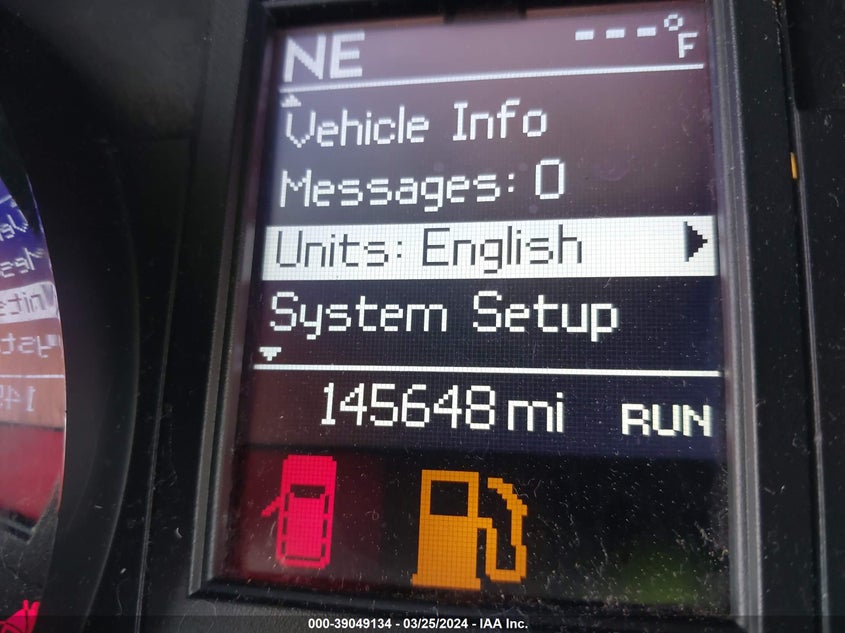 NE ---°F
Vehicle Info
Messages: 0
Units: English
System Setup
145648 mi RUN
000-39049134 - 03/25/2024 - IAA Inc.